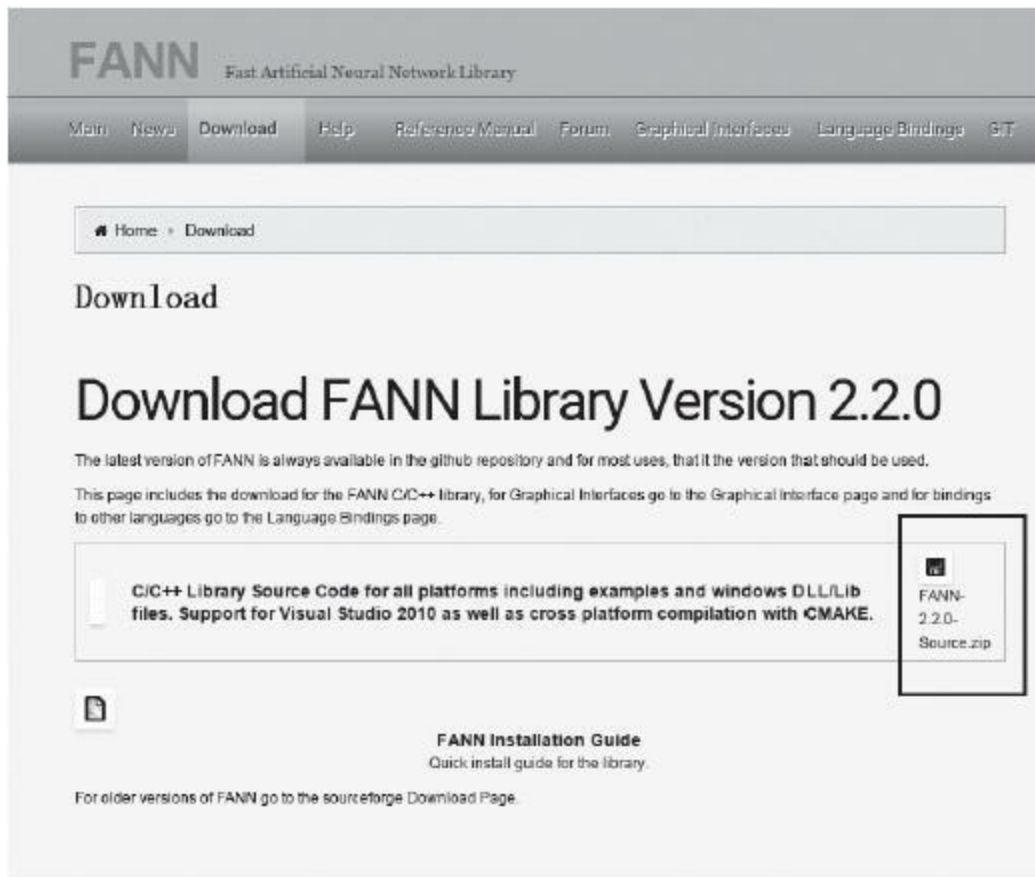 FANN Fast Artificial Neural Network Library
Main News Download Help Reference Manual Forum Graphical Interfaces Language Bindings GIT
Home Download
Download
Download FANN Library Version 2.2.0
The latest version of FANN is always available in the github repository and for most uses, that it the version that should be used.
This page includes the download for the FANN C/C++ library, for Graphical Interfaces go to the Graphical Interface page and for bindings
to other languages go to the Language Bindings page.
C/C++ Library Source Code for all platforms including examples and windows DLL/Lib
files. Support for Visual Studio 2010 as well as cross platform compilation with CMAKE.
FANN-
2.2.0-
Source.zip
FANN Installation Guide
Quick install guide for the library.
For older versions of FANN go to the sourceforge Download Page.